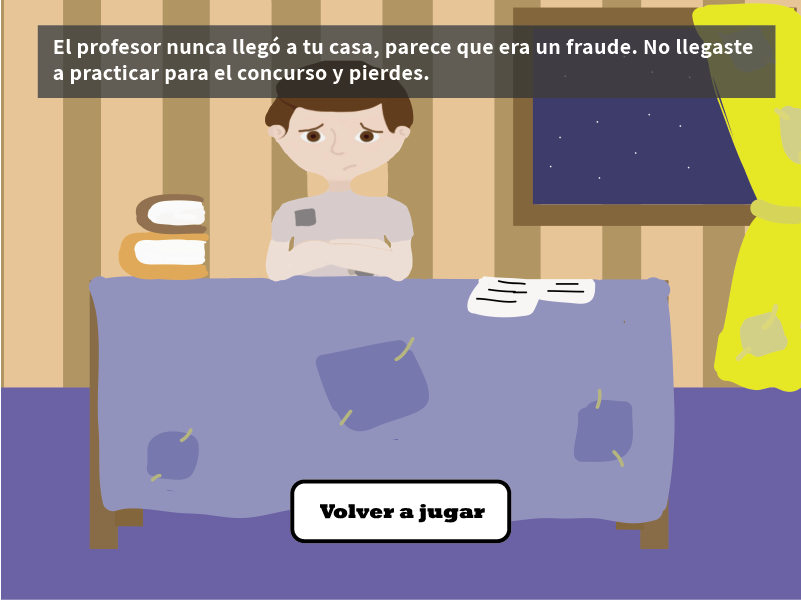 El profesor nunca llegó a tu casa, parece que era un fraude. No llegaste
a practicar para el concurso y pierdes.
Volver a jugar